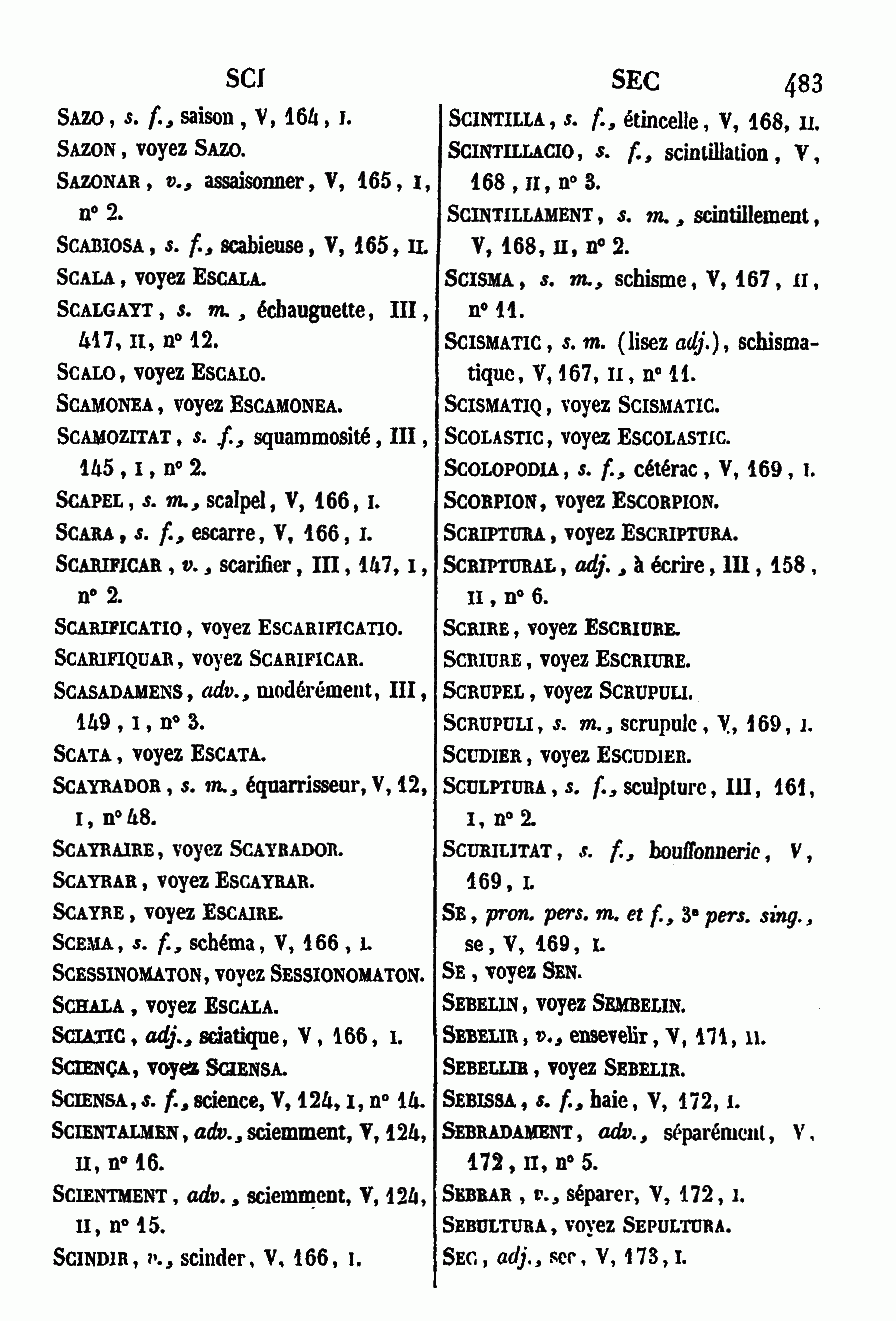 SCI
SAZO, s. f., saison, V, 164, I.
SAZON, voyez SAZO.
SAZONAR, v., assaisonner, V, 165, I,
n° 2.
SCABIOSA, s. f., scabieuse, V, 165, II.
SCALA, voyez ESCALA.
SCALGAYT, s. m., échauguette, III,
417, II, n° 12.
SCALO, voyez ESCALO.
SCAMONEA, voyez ESCAMONEA.
SCAMOZITAT, s. f., squammosité, III,
145, I, n° 2.
SCAPEL, s. m., scalpel, V, 166, I.
SCARA, s. f., escarre, V, 166, I.
SCARIFICAR, v., scarifier, III, 147, I,
n° 2.
SCARIFICATIO, voyez ESCARIFICATIO.
SCARIFIQUAR, voyez SCARIFICAR.
SCASADAMENS, adv., modérément, III,
149, I, n° 3.
SCATA, voyez ESCATA.
SCAYRADOR, s. m., équarrisseur, V, 12,
I, n° 48.
SCAYRAIRE, voyez SCAYRADOR.
SCAYRAR, voyez ESCAYRAR.
SCAYRE, voyez ESCAIRE.
SCEMA, s. f., schéma, V, 166, I.
SCESSINOMATON, voyez SESSIONOMATON.
SCHALA, voyez ESCALA.
SCIATIC, adj., sciatique, V, 166, I.
SCIENÇA, voyez SCIENSA.
SCIENSA, s. f., science, V, 124, I, n° 14.
SCIENTALMEN, adv., sciemment, V, 124,
II, n° 16.
SCIENTMENT, adv., sciemment, V, 124,
II, n° 15.
SCINDIR, v., scinder, V, 166, I.
SEC 483
SCINTILLA, s. f., étincelle, V, 168, II.
SCINTILLACIO, s. f., scintillation, V,
168, II, n° 3.
SCINTILLAMENT, s. m., scintillement,
V, 168, II, n° 2.
SCISMA, s. m., schisme, V, 167, II,
n° 11.
SCISMATIC, s. m. (lisez adj.), schisma-
tique, V, 167, II, n° 11.
SCISMATIQ, voyez SCISMATIC.
SCOLASTIC, voyez ESCOLASTIC.
SCOLOPODIA, s. f., cétérac, V, 169, I.
SCORPION, voyez ESCORPION.
SCRIPTURA, voyez ESCRIPTURA.
SCRIPTURAL, adj., à écrire, III, 158,
II, n° 6.
SCRIRE, voyez ESCRIURE.
SCRIURE, voyez ESCRIURE.
SCRUPEL, voyez SCRUPULI.
SCRUPULI, s. m., scrupule, V, 169, I.
SCUDIER, voyez ESCUDIER.
SCULPTURA, s. f., sculpture, III, 161,
I, n° 2.
SCURILITAT, s. f., bouffonnerie, V,
169, I.
SE, pron. pers. m. et f., 3e pers. sing.,
se, V, 169, I.
SE, voyez SEN.
SEBELIN, voyez SEMBELIN.
SEBELIR, v., ensevelir, V, 171, II.
SEBELLIR, voyez SEBELIR.
SEBISSA, s. f., haie, V, 172, I.
SEBRADAMENT, adv., séparément, V,
172, II, n° 5.
SEBRAR, v., séparer, V, 172, I.
SEBULTURA, voyez SEPULTURA.
SEC, adj., sec, V, 173, I.